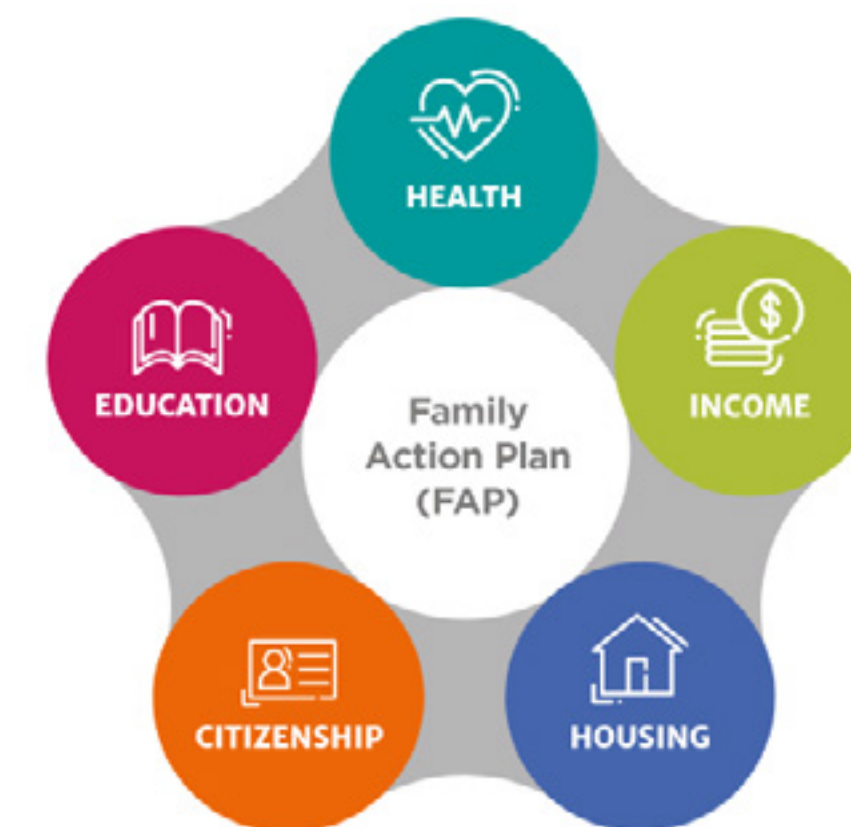 HEALTH
EDUCATION
INCOME
Family
Action Plan
(FAP)
CITIZENSHIP
HOUSING
$